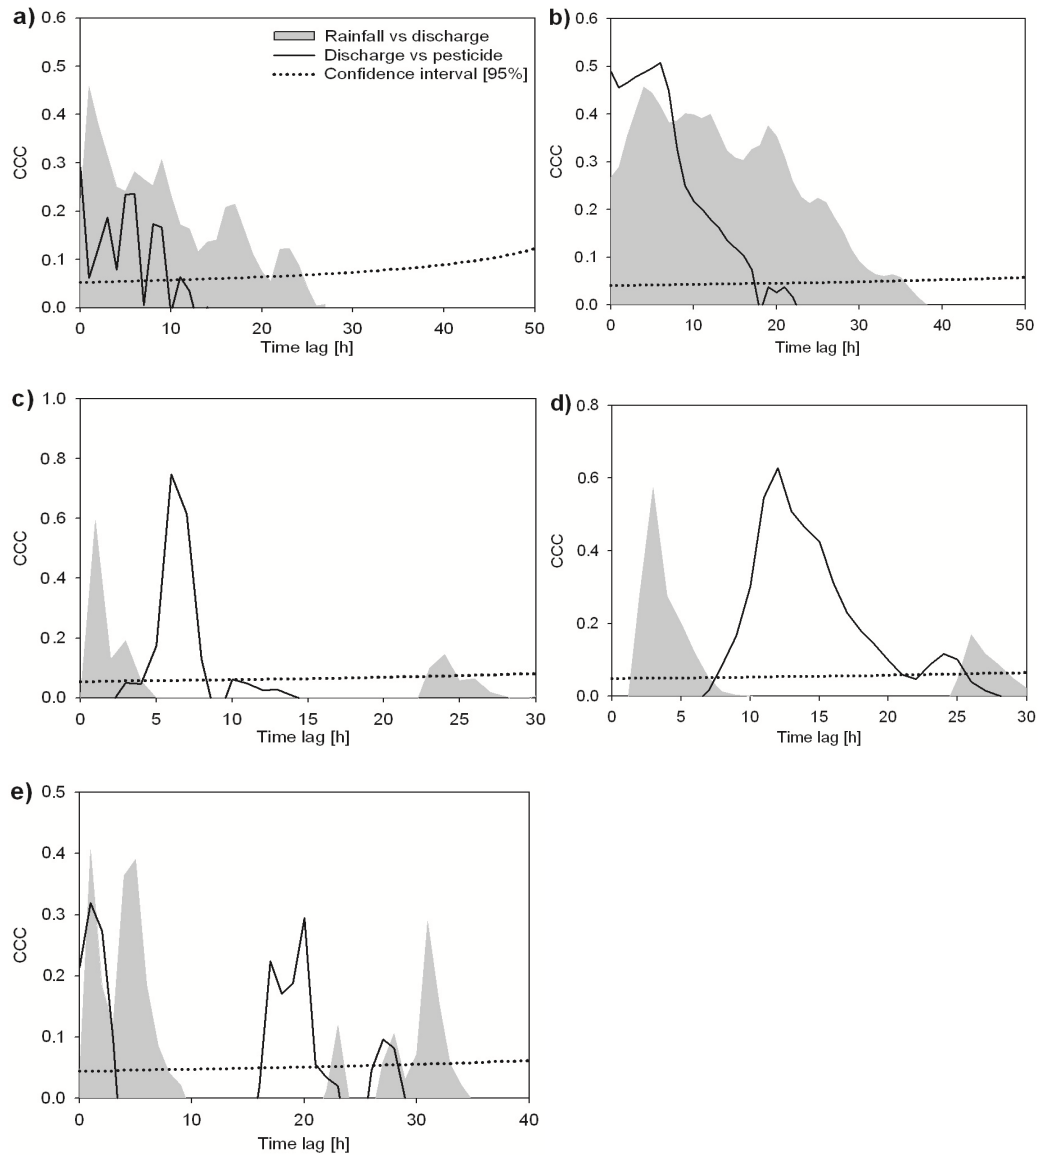 a)
0.6
0.5
0.4
0.3
0.2
0.1
0.0
CCC
Rainfall vs discharge
Discharge vs pesticide
Confidence interval [95%]
0 10 20 30 40 50
Time lag [h]
b)
0.6
0.5
0.4
0.3
0.2
0.1
0.0
CCC
0 10 20 30 40 50
Time lag [h]
c)
1.0
0.8
0.6
0.4
0.2
0.0
CCC
0 5 10 15 20 25 30
Time lag [h]
d)
0.8
0.6
0.4
0.2
0.0
CCC
0 5 10 15 20 25 30
Time lag [h]
e)
0.5
0.4
0.3
0.2
0.1
0.0
CCC
0 10 20 30 40
Time lag [h]